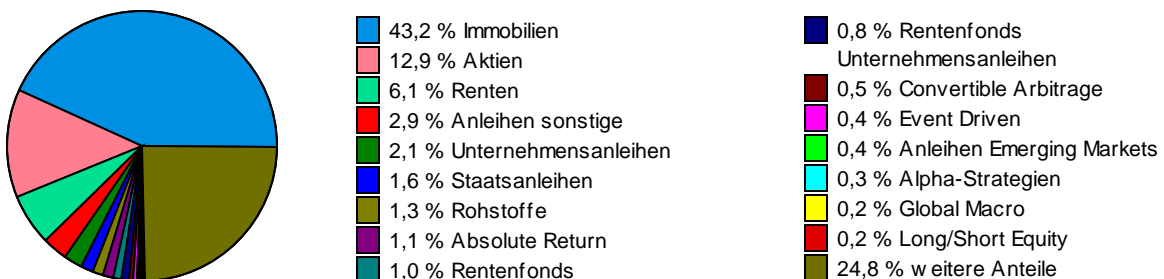 43,2 % Immobilien
12,9 % Aktien
6,1 % Renten
2,9 % Anleihen sonstige
2,1 % Unternehmensanleihen
1,6 % Staatsanleihen
1,3 % Rohstoffe
1,1 % Absolute Return
1,0 % Rentenfonds
0,8 % Rentenfonds
Unternehmensanleihen
0,5 % Convertible Arbitrage
0,4 % Event Driven
0,4 % Anleihen Emerging Markets
0,3 % Alpha-Strategien
0,2 % Global Macro
0,2 % Long/Short Equity
24,8 % weitere Anteile